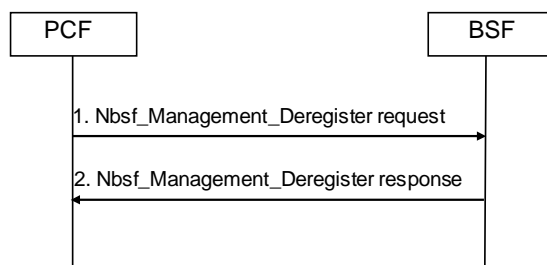 PCF
BSF
1. Nbsf_Management_Deregister request
2. Nbsf_Management_Deregister response